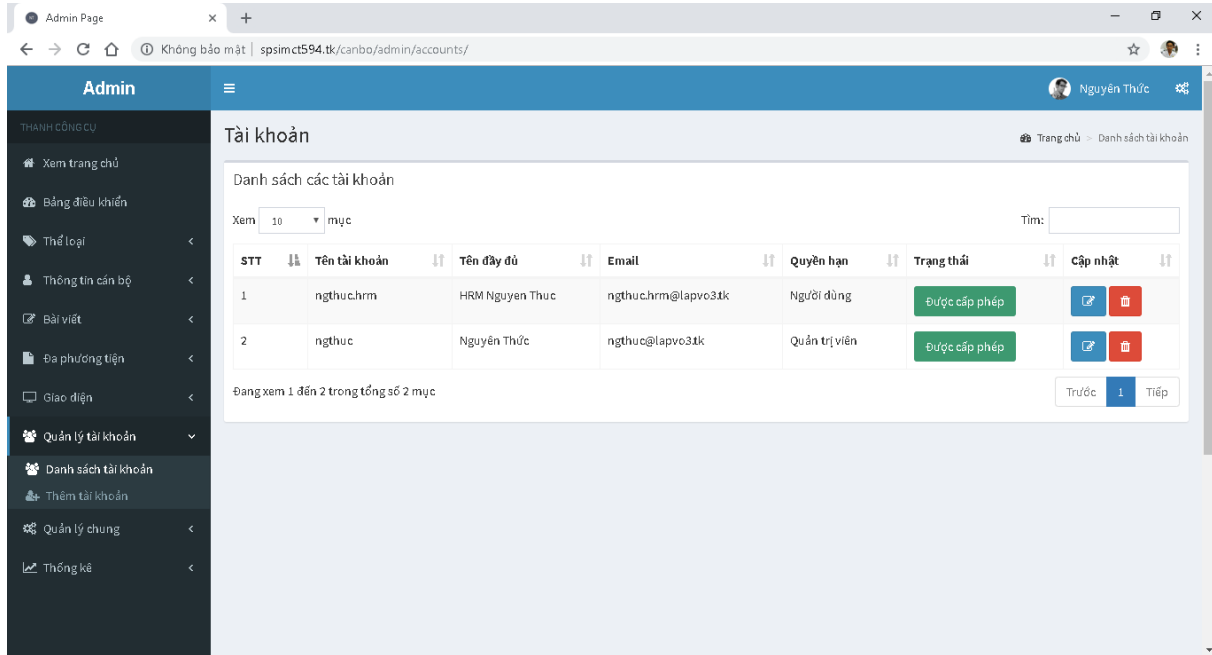 Admin Page
Không bảo mật | spsimct594.tk/canbo/admin/accounts/
Admin
Nguyễn Thức
THANH CÔNG CỤ
Tài khoản
Trang chủ > Danh sách tài khoản
Xem trang chủ
Danh sách các tài khoản
Bảng điều khiển
Xem 10 mục
Tìm:
Thể loại
STT Tên tài khoản Tên đầy đủ Email Quyền hạn Trạng thái Cập nhật
Thông tin cán bộ
1 ngthuc.hrm HRM Nguyen Thuc ngthuc.hrm@lapvo3.tk Người dùng Được cấp phép
Bài viết
2 ngthuc Nguyễn Thức ngthuc@lapvo3.tk Quản trị viên Được cấp phép
Đa phương tiện
Đang xem 1 đến 2 trong tổng số 2 mục
Trước 1 Tiếp
Giao diện
Quản lý tài khoản
Danh sách tài khoản
Thêm tài khoản
Quản lý chung
Thống kê